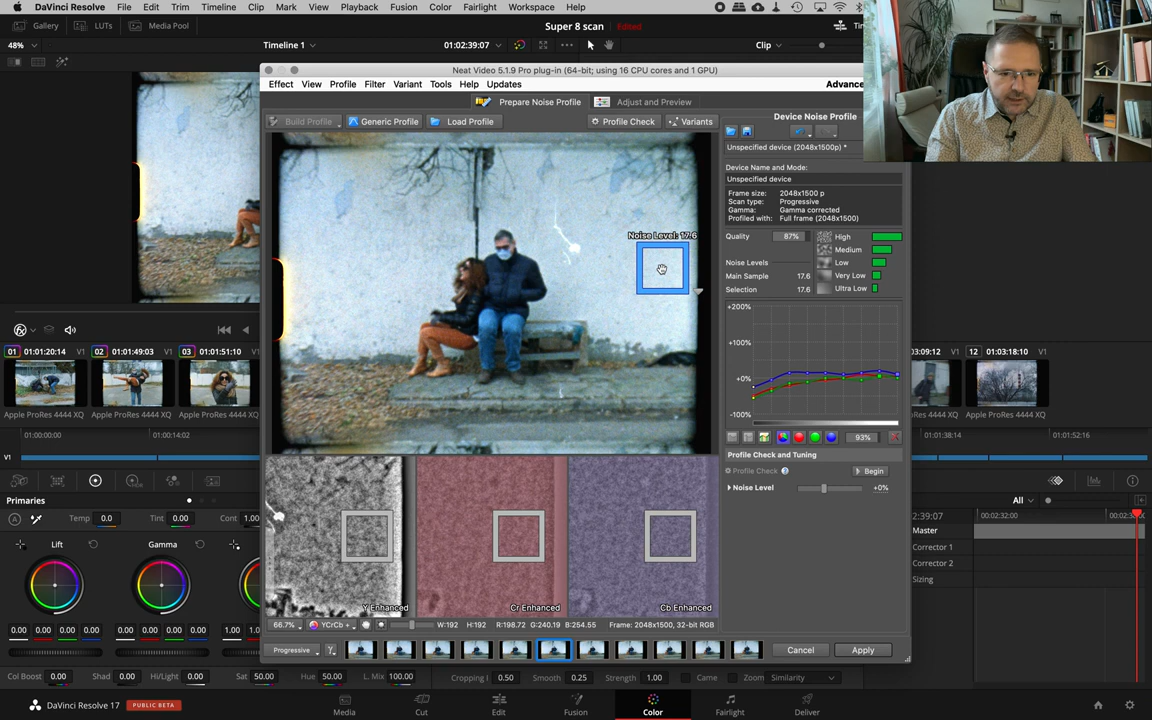 DaVinci Resolve File Edit Trim Timeline Clip Mark View Playback Fusion Color Fairlight Workspace Help
Gallery LUTs Media Pool Super 8 scan Edited
48% Timeline 1 01:02:39:07 Clip
Neat Video 5.1.9 Pro plug-in (64-bit; using 16 CPU cores and 1 GPU)
Effect View Profile Filter Variant Tools Help Updates
Prepare Noise Profile Adjust and Preview
Build Profile Generic Profile Load Profile Profile Check Variants
Device Noise Profile
Unspecified device (2048x1500p) *
Device Name and Mode:
Unspecified device
Frame size: 2048x1500 p
Scan type: Progressive
Gamma: Gamma corrected
Profiled with: Full frame (2048x1500)
Quality 87%
High
Medium
Low
Very Low
Ultra Low
Noise Levels
Main Sample 17.6
Selection 17.6
Noise Level: 17.6
+200%
+100%
+0%
-100%
93%
Profile Check and Tuning
Profile Check Begin
Noise Level +0%
01 01:01:20:14 V1 02 01:01:49:03 V1 03 01:01:51:10
12 01:03:18:10 V1
Apple ProRes 4444 XQ Apple ProRes 4444 XQ Apple ProRes 4444 XQ
Apple ProRes 4444 XQ
01:00:00:00 01:00:14:02 01:01:38:14 01:01:52:16
V1
Primaries
Temp 0.0 Tint 0.00
Lift Gamma
0.00 0.00 0.00 0.00 0.00 0.00 0.00 0.00 1.00
Col Boost 0.00 Shad 0.00 Hi/Light 0.00 Sat 50.00 Hue 50.00 L. Mix 100.00
Y Enhanced Cr Enhanced Cb Enhanced
66.7% YCrCb W:192 H:192 R:198.72 G:240.19 B:254.55 Frame: 2048x1500, 32-bit RGB
Progressive Cancel Apply
0.50 Smooth 0.25 Strength 1.00 Zoom Similarity
All
2:39:07 00:02:32:00
Master
Corrector 1
Corrector 2
Sizing
DaVinci Resolve 17 PUBLIC BETA
Media Cut Edit Fusion Color Fairlight Deliver